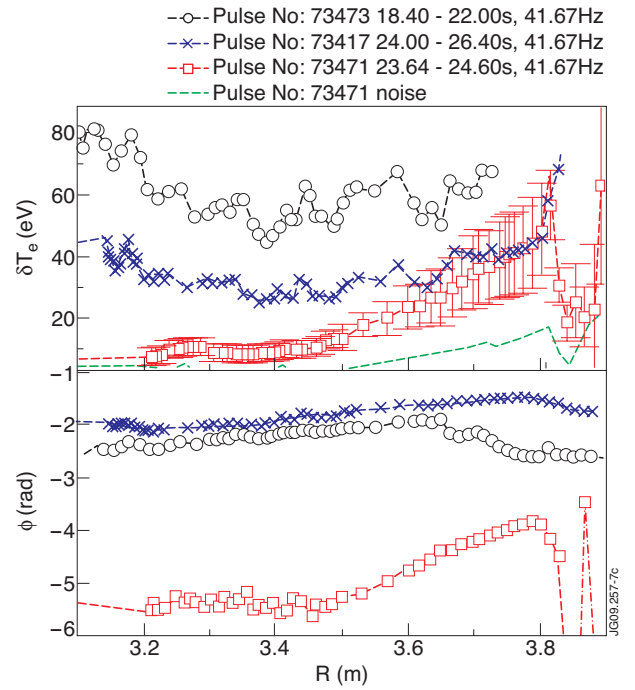 Pulse No: 73473 18.40 - 22.00s, 41.67Hz
Pulse No: 73417 24.00 - 26.40s, 41.67Hz
Pulse No: 73471 23.64 - 24.60s, 41.67Hz
Pulse No: 73471 noise
80
60
40
20
δTe (eV)
-1
-2
-3
-4
-5
-6
ϕ (rad)
3.2
3.4
3.6
3.8
R (m)
JG09.257-7c